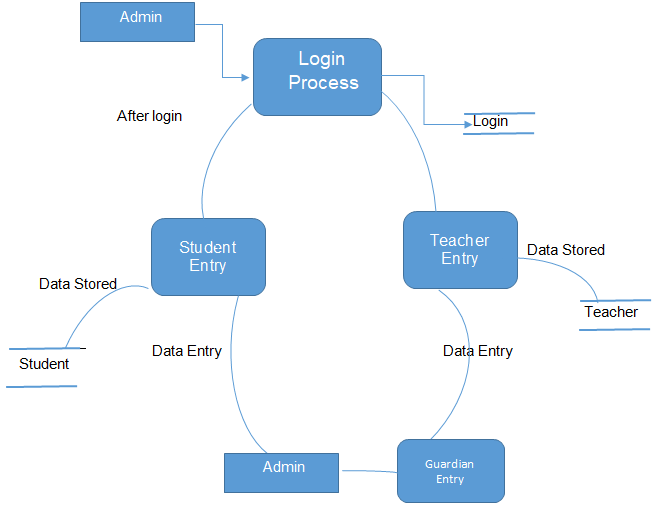 Admin
Login
Process
After login
Login
Student
Entry
Teacher
Entry
Data Stored
Data Stored
Teacher
Data Entry
Data Entry
Student
Admin
Guardian
Entry